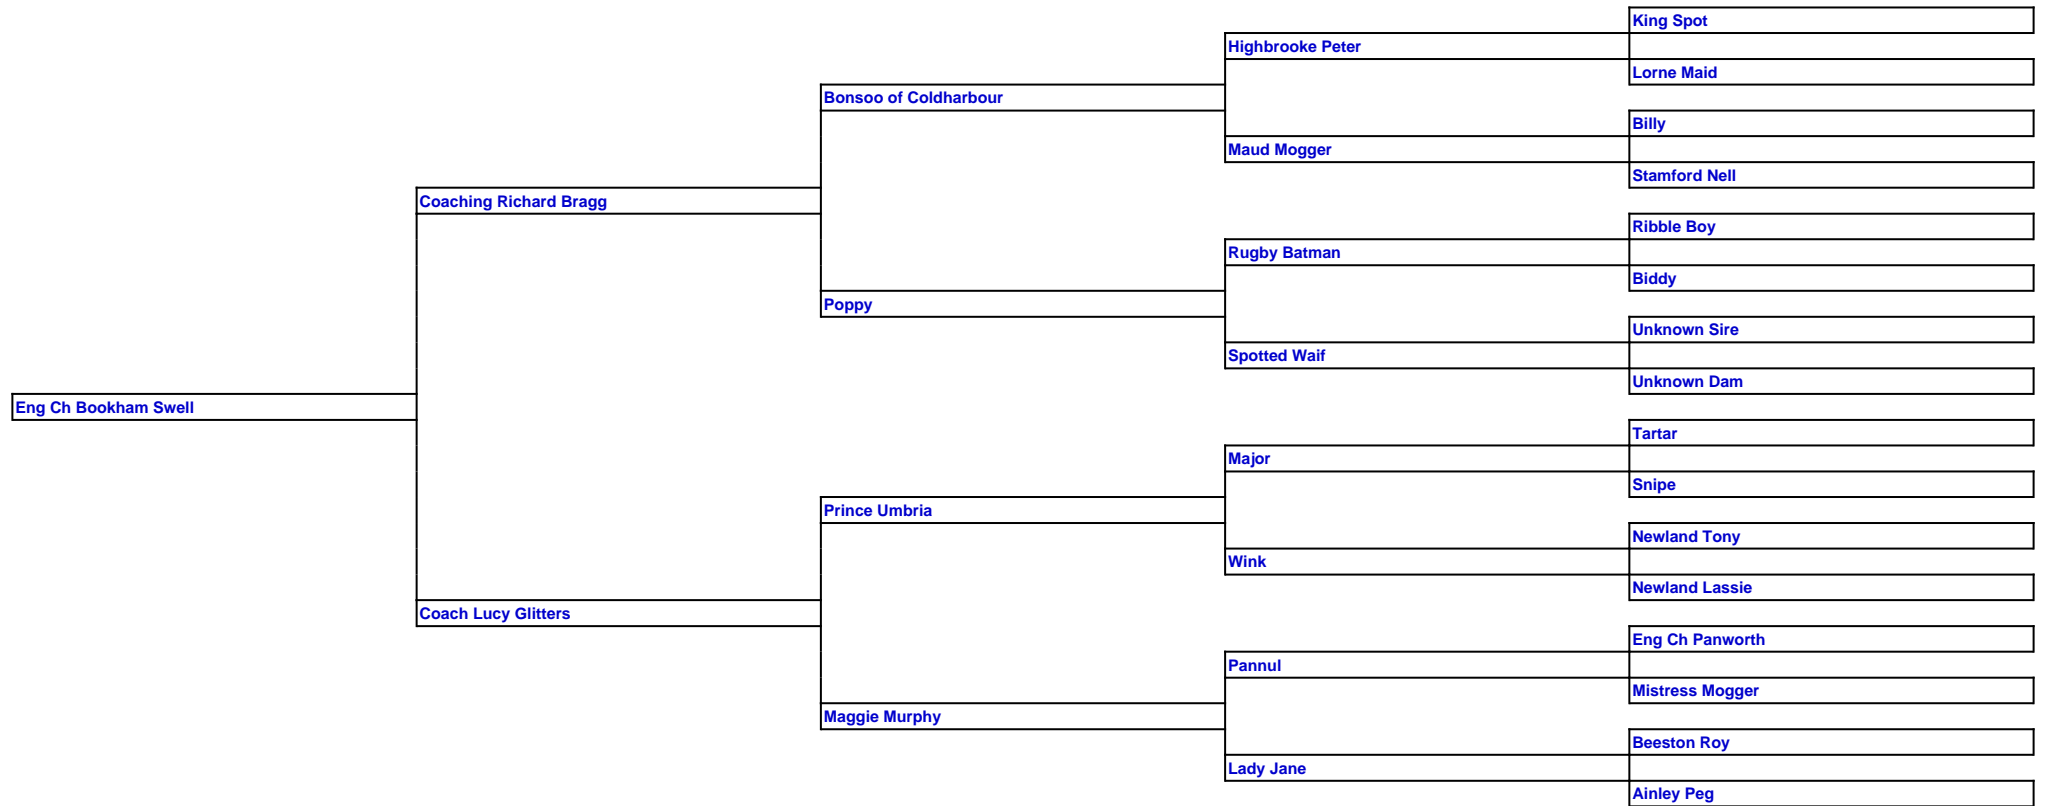 King Spot
Highbrooke Peter
Lorne Maid
Bonsoo of Coldharbour
Billy
Maud Mogger
Stamford Nell
Coaching Richard Bragg
Ribble Boy
Rugby Batman
Biddy
Poppy
Unknown Sire
Spotted Waif
Unknown Dam
Eng Ch Bookham Swell
Tartar
Major
Snipe
Prince Umbria
Newland Tony
Wink
Newland Lassie
Coach Lucy Glitters
Eng Ch Panworth
Pannul
Mistress Mogger
Maggie Murphy
Beeston Roy
Lady Jane
Ainley Peg